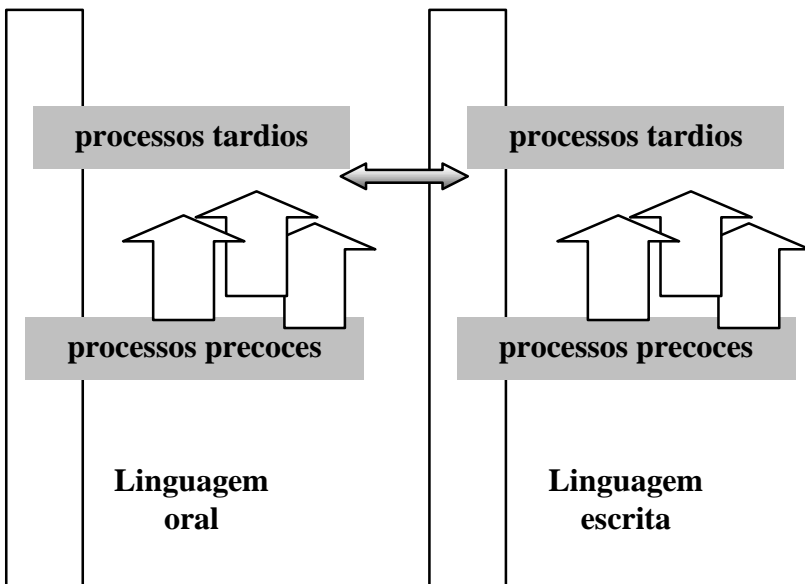 processos tardios
processos tardios
processos precoces
processos precoces
Linguagem
oral
Linguagem
escrita